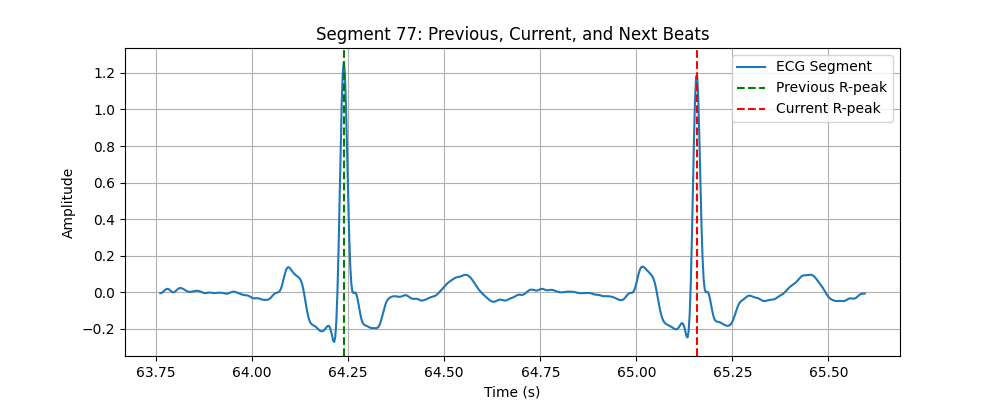 Segment 77: Previous, Current, and Next Beats
ECG Segment
Previous R-peak
Current R-peak
Amplitude
1.2
1.0
0.8
0.6
0.4
0.2
0.0
−0.2
63.75 64.00 64.25 64.50 64.75 65.00 65.25 65.50
Time (s)